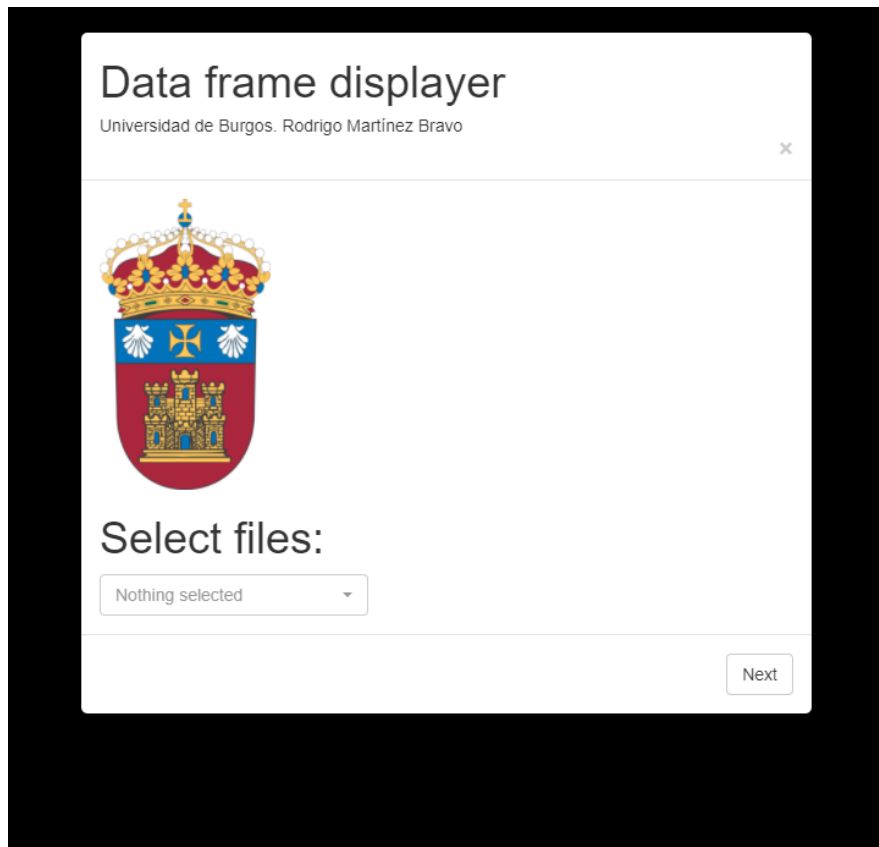 Data frame displayer
Universidad de Burgos. Rodrigo Martínez Bravo
×
Select files:
Nothing selected
Next